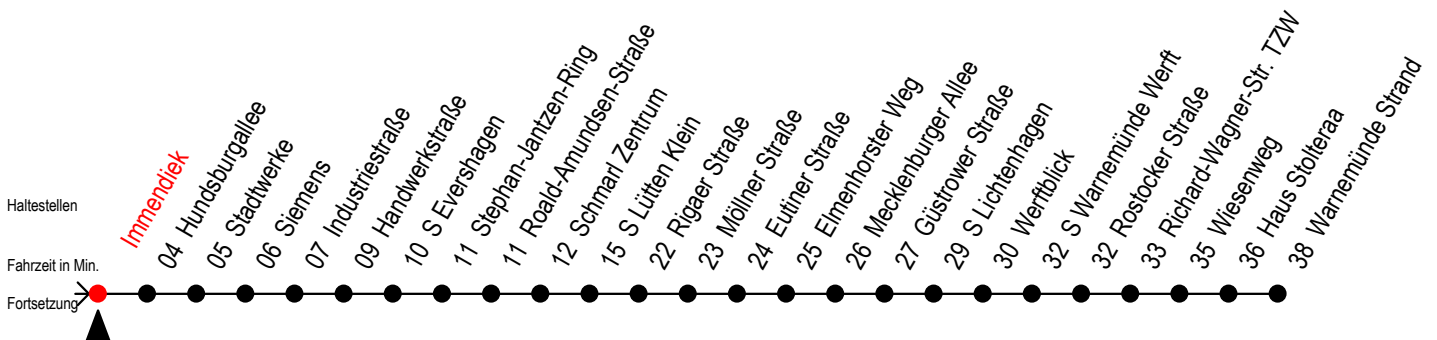 Haltestellen
Fahrzeit in Min.
Fortsetzung
Immendiek
04 Hundsburgallee
05 Stadtwerke
06 Siemens
07 Industriestraße
09 Handwerkstraße
10 S Evershagen
11 Stephan-Jantzen-Ring
11 Roald-Amundsen-Straße
12 Schmarl Zentrum
15 S Lütten Klein
22 Rigaer Straße
23 Möllner Straße
24 Eutiner Straße
25 Elmenhorster Weg
26 Mecklenburger Allee
27 Güstrower Straße
29 S Lichtenhagen
30 Werftblick
32 S Warnemünde Werft
32 Rostocker Straße
33 Richard-Wagner-Str. TZW
35 Wiesenweg
36 Haus Stolteraa
38 Warnemünde Strand